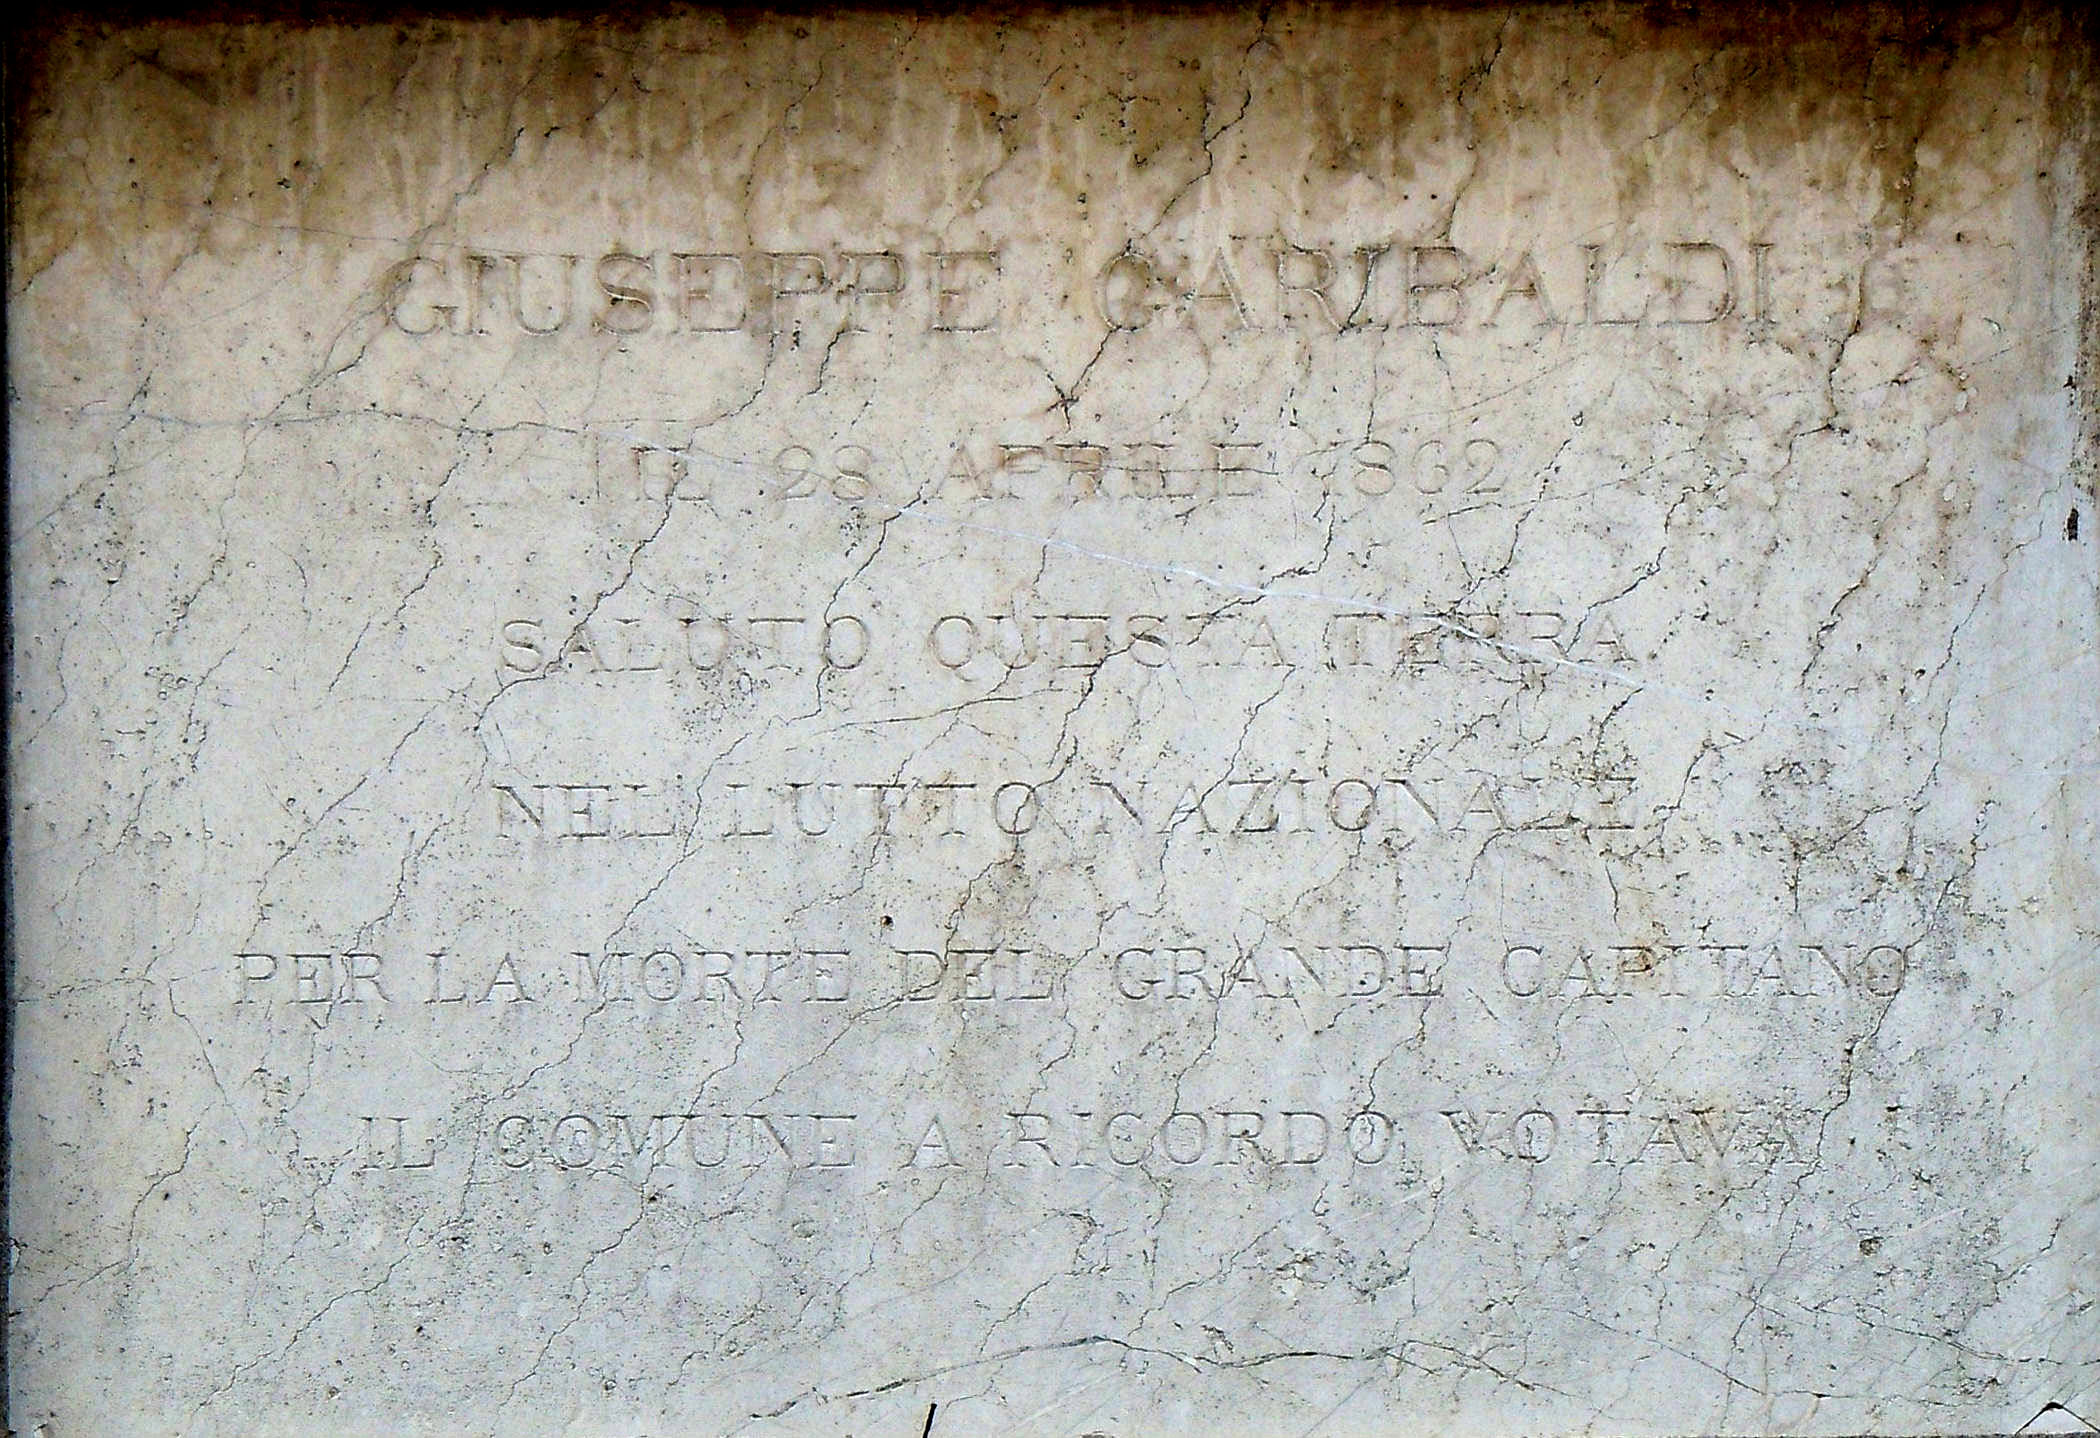 GIUSEPPE GARIBALDI
IL 28 APRILE 1862
SALUTO QUESTA TERRA
NEL LUTTO NAZIONALE
PER LA MORTE DEL GRANDE CAPITANO
IL COMUNE A RICORDO VOTAVA